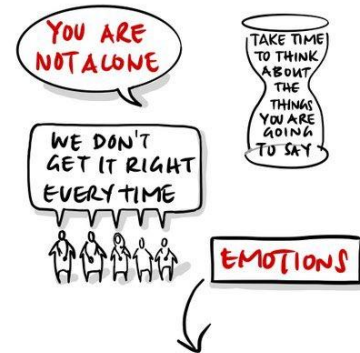 YOU ARE
NOT ALONE
TAKE TIME
TO THINK
ABOUT
THE
THINGS
YOU ARE
GOING
TO SAY
WE DON'T
GET IT RIGHT
EVERY TIME
EMOTIONS